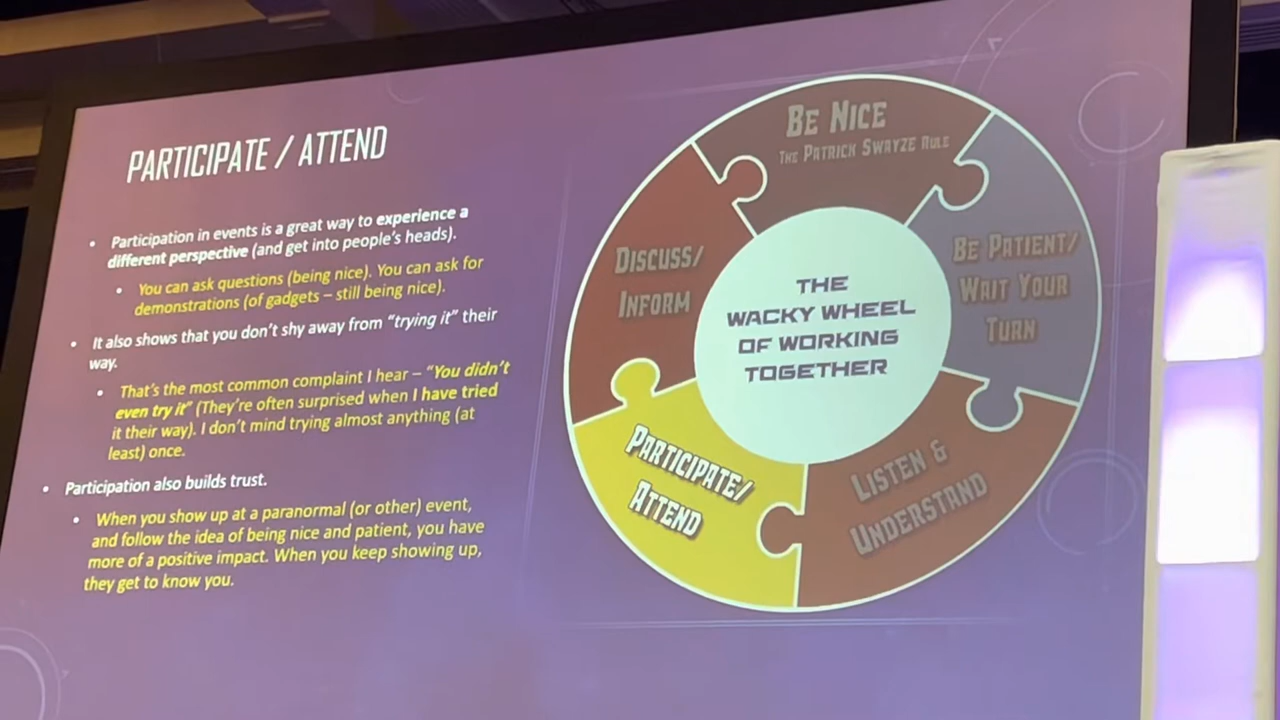 PARTICIPATE / ATTEND
• Participation in events is a great way to experience a
different perspective (and get into people's heads).
• You can ask questions (being nice). You can ask for
demonstrations (of gadgets – still being nice).
• It also shows that you don't shy away from "trying it" their
way.
• That's the most common complaint I hear – "You didn't
even try it" (They're often surprised when I have tried
it their way). I don't mind trying almost anything (at
least) once.
• Participation also builds trust.
• When you show up at a paranormal (or other) event,
and follow the idea of being nice and patient, you have
more of a positive impact. When you keep showing up,
they get to know you.
BE NICE
THE PATRICK SWAYZE RULE
BE PATIENT/
WAIT YOUR
TURN
LISTEN &
UNDERSTAND
PARTICIPATE/
ATTEND
DISCUSS/
INFORM
THE
WACKY WHEEL
OF WORKING
TOGETHER